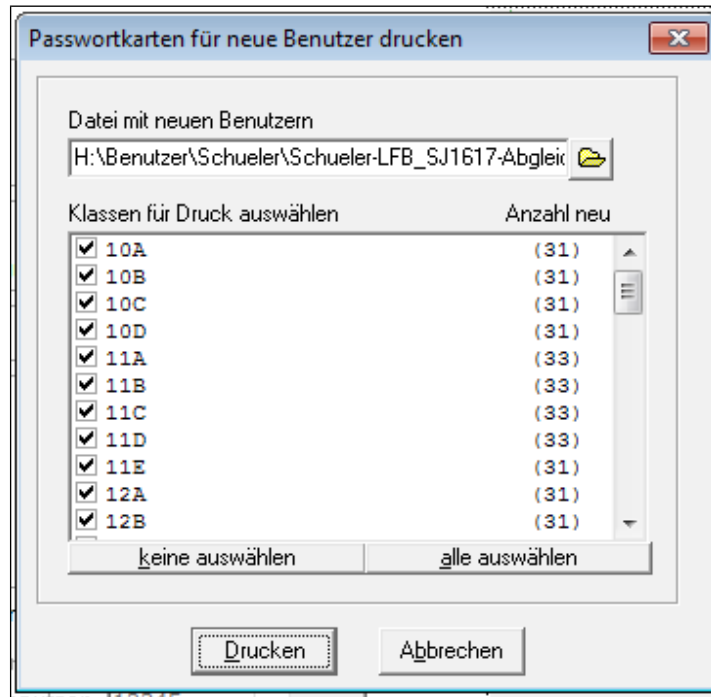 Passwortkarten für neue Benutzer drucken
Datei mit neuen Benutzern
H:\Benutzer\Schueler\Schueler-LFB_SJ1617-Abgleic
Klassen für Druck auswählen Anzahl neu
10A (31)
10B (31)
10C (31)
10D (31)
11A (33)
11B (33)
11C (33)
11D (33)
11E (31)
12A (31)
12B (31)
keine auswählen alle auswählen
Drucken Abbrechen